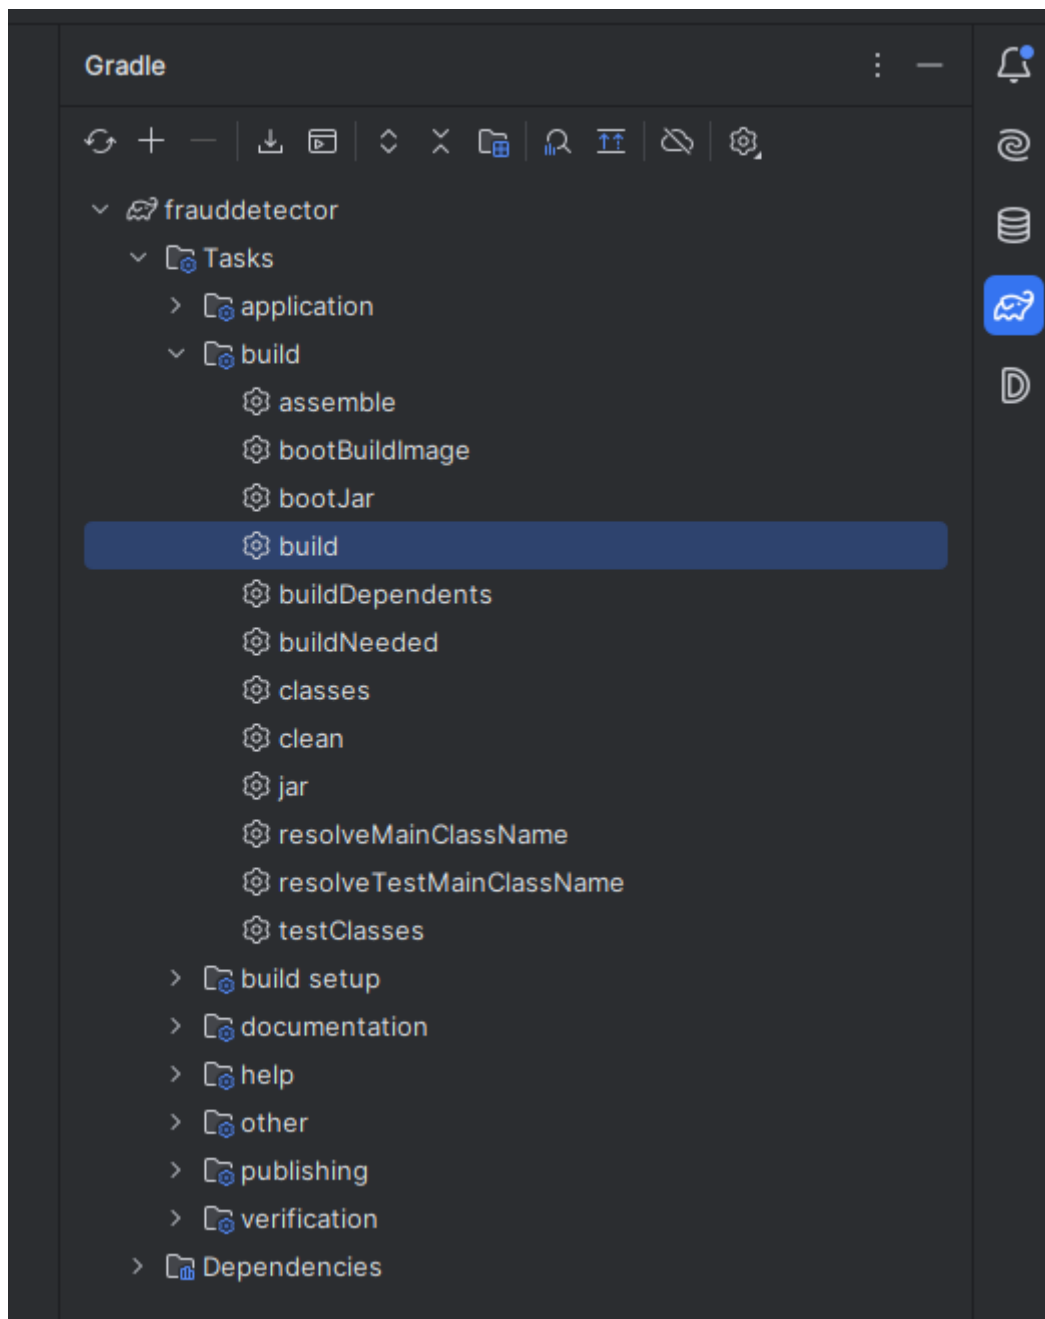 Gradle
frauddetector
Tasks
application
build
assemble
bootBuildImage
bootJar
build
buildDependents
buildNeeded
classes
clean
jar
resolveMainClassName
resolveTestMainClassName
testClasses
build setup
documentation
help
other
publishing
verification
Dependencies